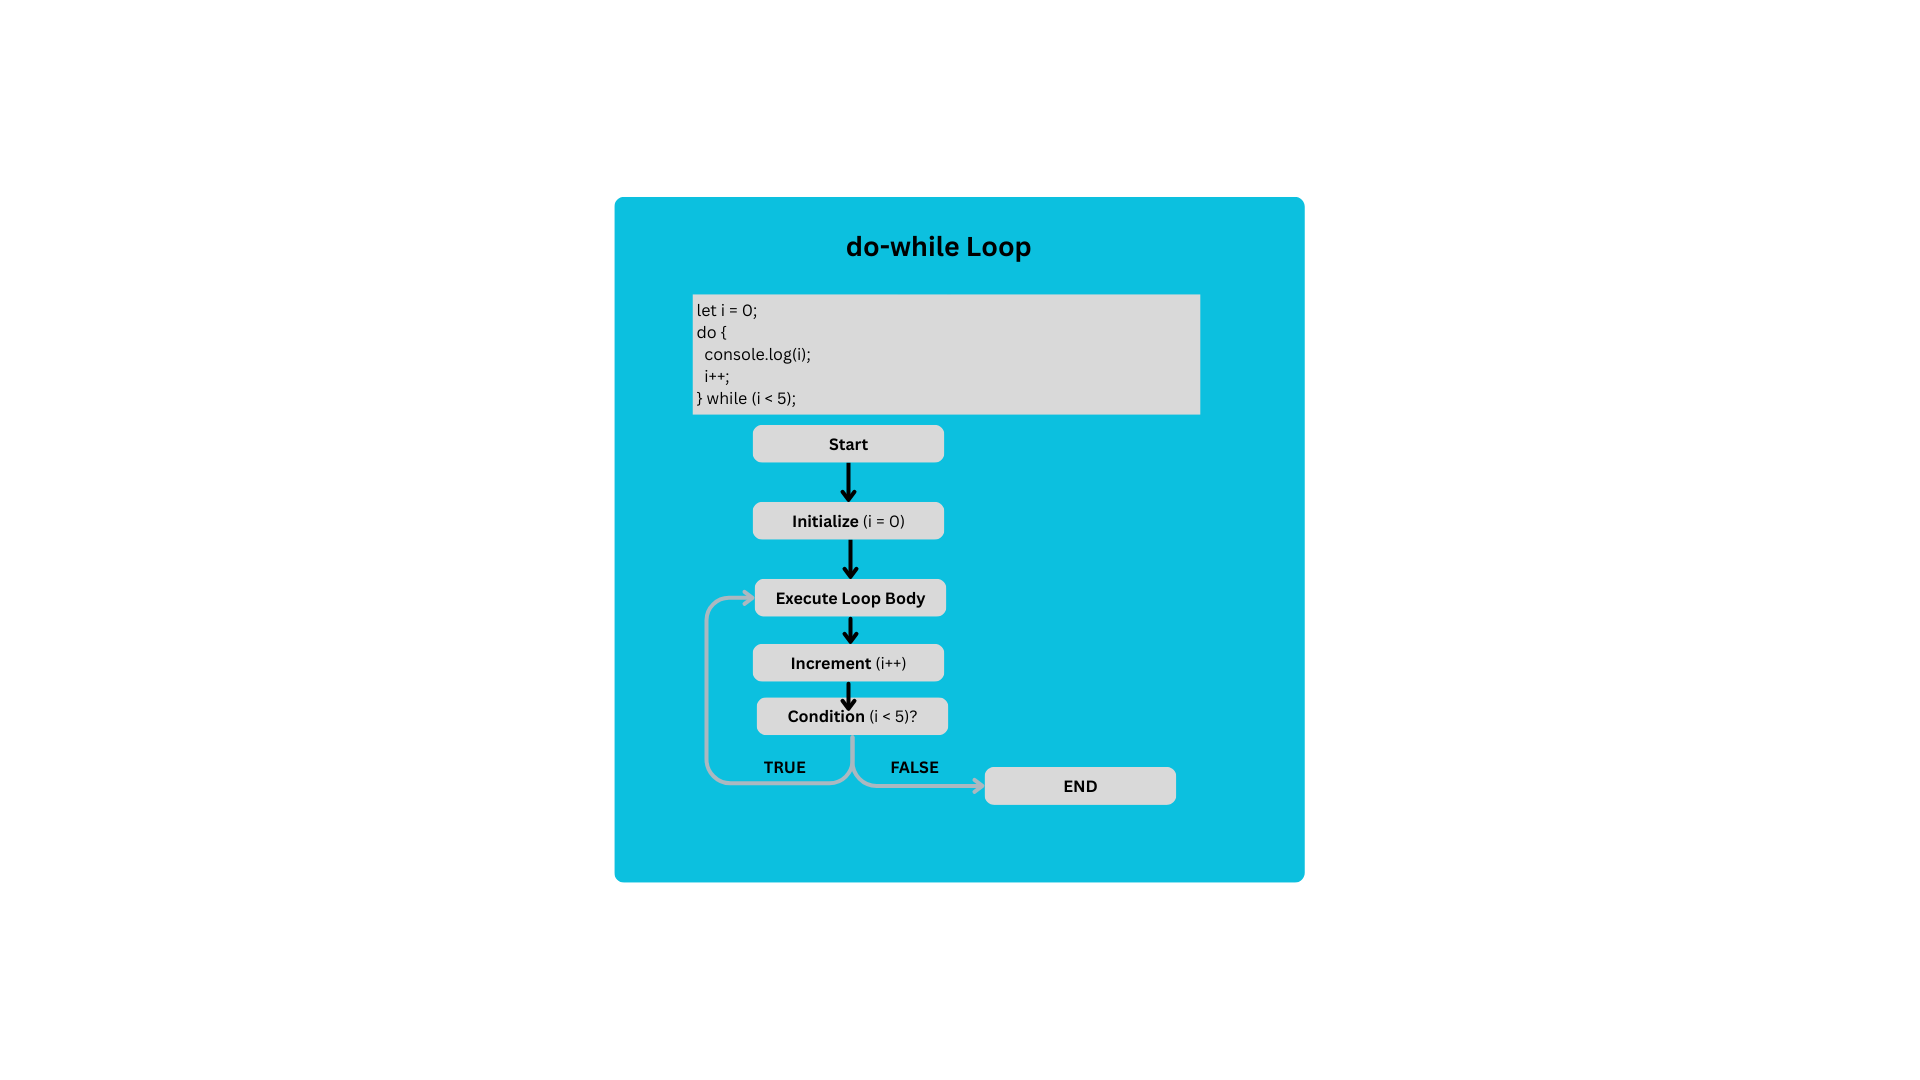 do-while Loop
let i = 0;
do {
  console.log(i);
  i++;
} while (i < 5);
Start
Initialize (i = 0)
Execute Loop Body
Increment (i++)
Condition (i < 5)?
TRUE
FALSE
END